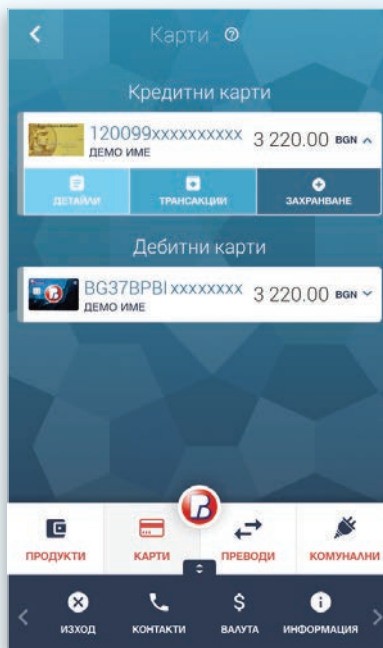 Карти
Кредитни карти
120099xxxxxxxxxx 3 220.00 BGN
ДЕМО ИМЕ
ДЕТАЙЛИ ТРАНСАКЦИИ ЗАХРАНВАНЕ
Дебитни карти
BG37BPBI xxxxxxxx 3 220.00 BGN
ДЕМО ИМЕ
ПРОДУКТИ КАРТИ ПРЕВОДИ КОМУНАЛНИ
ИЗХОД КОНТАКТИ ВАЛУТА ИНФОРМАЦИЯ